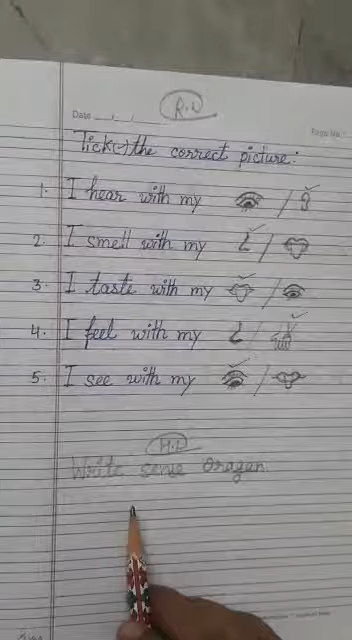 R.W
Date
Page No
Tick(✓) the correct picture:
1. I hear with my /
2. I smell with my /
3. I taste with my /
4. I feel with my /
5. I see with my /
H.W
Write sense Oragan